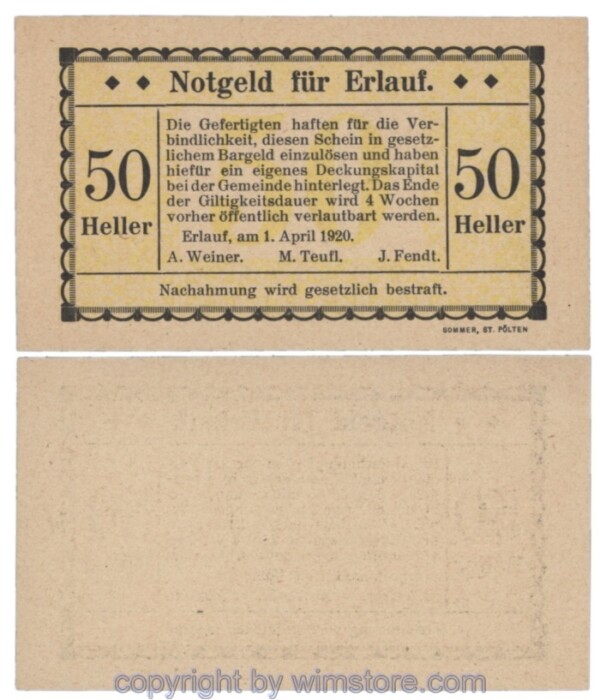 ◆ ◆ Notgeld für Erlauf. ◆ ◆
50
Heller
Die Gefertigten haften für die Ver-
bindlichkeit, diesen Schein in gesetz-
lichem Bargeld einzulösen und haben
hiefür ein eigenes Deckungskapital
bei der Gemeinde hinterlegt. Das Ende
der Giltigkeitsdauer wird 4 Wochen
vorher öffentlich verlautbart werden.
Erlauf, am 1. April 1920.
A. Weiner. M. Teufl. J. Fendt.
50
Heller
Nachahmung wird gesetzlich bestraft.
SOMMER, ST. PÖLTEN
copyright by wimstore.com